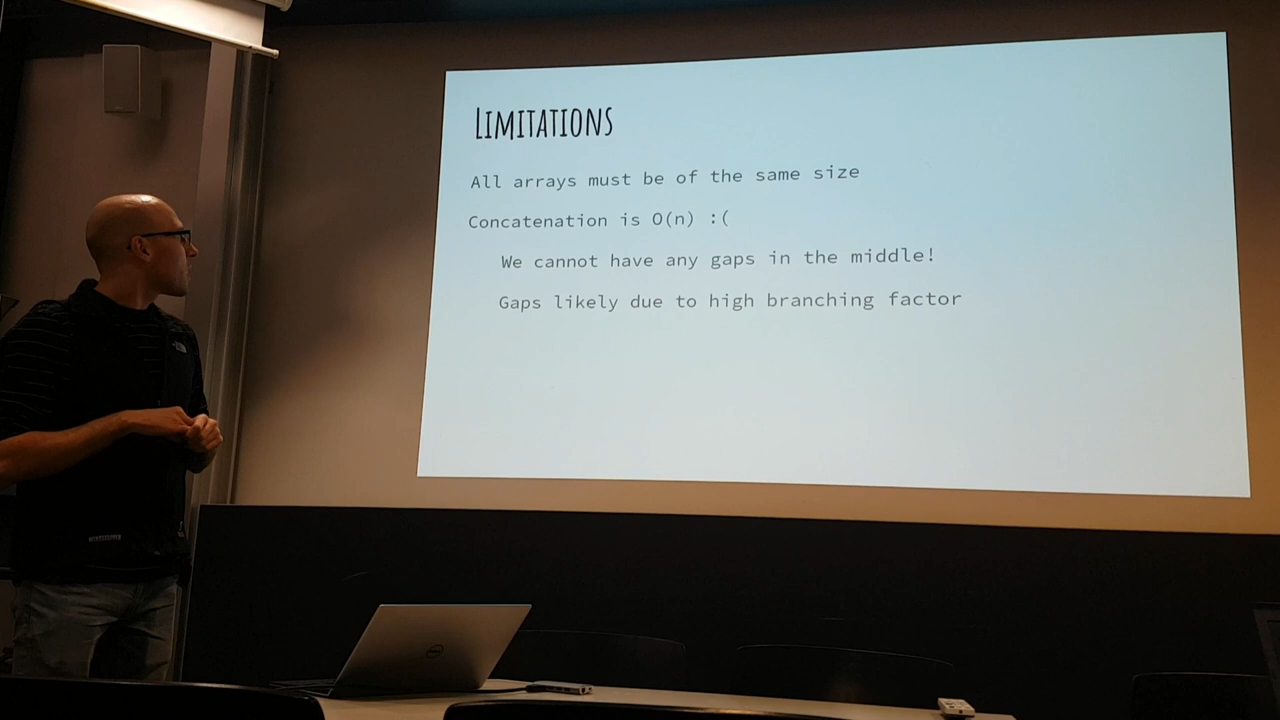 LIMITATIONS
All arrays must be of the same size
Concatenation is O(n) :(
We cannot have any gaps in the middle!
Gaps likely due to high branching factor
DELL